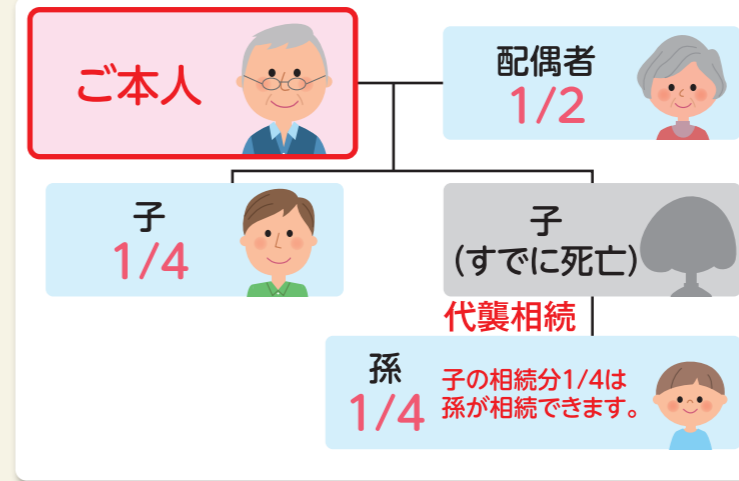 ご本人
配偶者
1/2
子
1/4
子
(すでに死亡)
代襲相続
孫
1/4
子の相続分1/4は
孫が相続できます。